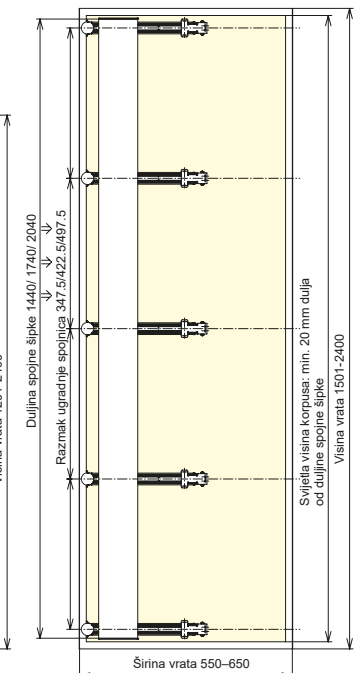 Duljina spojne šipke 1440/ 1740/ 2040
Razmak ugradnje spojnica 347.5/422.5/497.5
Svijetla visina korpusa: min. 20 mm dulja
od duljine spojne šipke
Visina vrata 1501-2400
Širina vrata 550–650